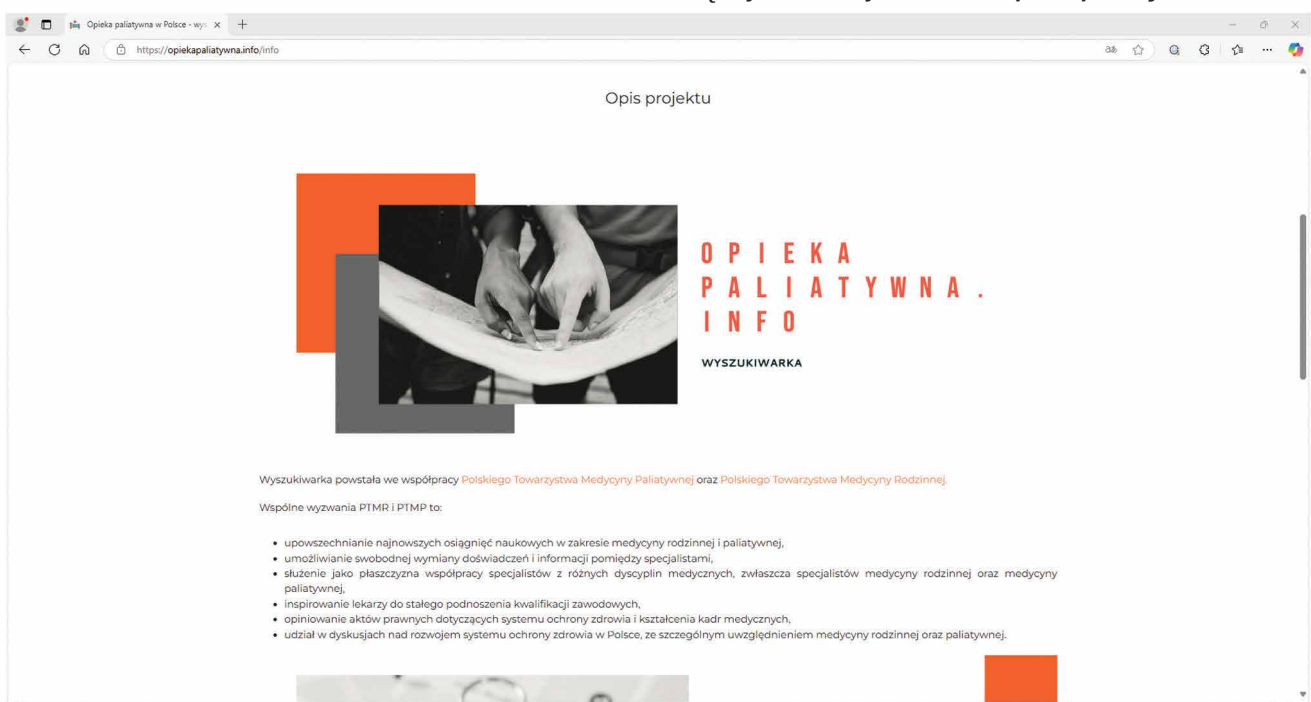 Opieka paliatywna w Polsce - wys
https://opiekapaliatywna.info/info
Opis projektu
OPIEKA
PALIATYWNA.
INFO
WYSZUKIWARKA
Wyszukiwarka powstała we współpracy Polskiego Towarzystwa Medycyny Paliatywnej oraz Polskiego Towarzystwa Medycyny Rodzinnej.
Wspólne wyzwania PTMR i PTMP to:
• upowszechnianie najnowszych osiągnięć naukowych w zakresie medycyny rodzinnej i paliatywnej,
• umożliwianie swobodnej wymiany doświadczeń i informacji pomiędzy specjalistami,
• służenie jako płaszczyzna współpracy specjalistów z różnych dyscyplin medycznych, zwłaszcza specjalistów medycyny rodzinnej oraz medycyny
paliatywnej,
• inspirowanie lekarzy do stałego podnoszenia kwalifikacji zawodowych,
• opiniowanie aktów prawnych dotyczących systemu ochrony zdrowia i kształcenia kadr medycznych,
• udział w dyskusjach nad rozwojem systemu ochrony zdrowia w Polsce, ze szczególnym uwzględnieniem medycyny rodzinnej oraz paliatywnej.